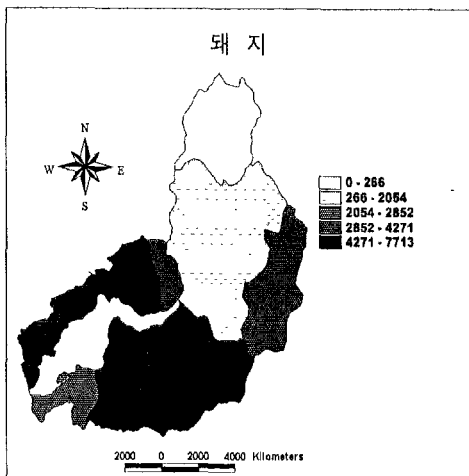 돼 지
N
W E
S
0 - 266
266 - 2054
2054 - 2852
2852 - 4271
4271 - 7713
2000 0 2000 4000 Kilometers